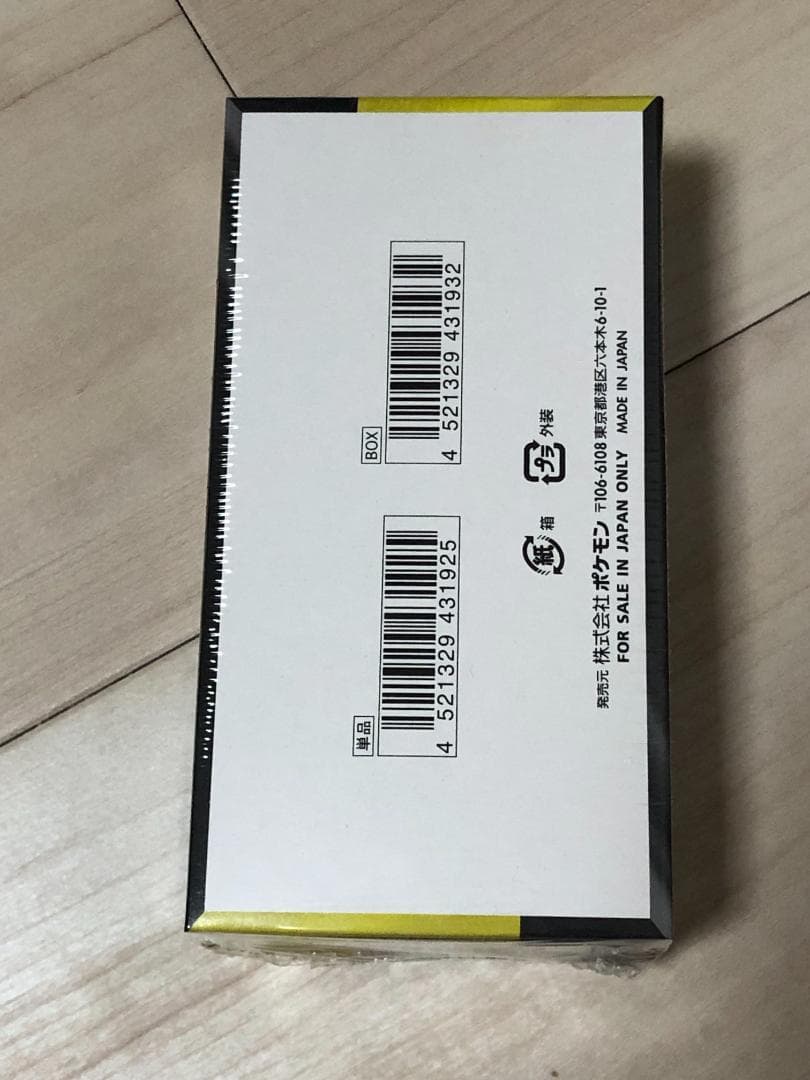 単品
4 521329 431925
BOX
4 521329 431932
紙 箱
プラ 外装
発売元 株式会社 ポケモン 〒106-6108 東京都港区六本木6-10-1
FOR SALE IN JAPAN ONLY MADE IN JAPAN